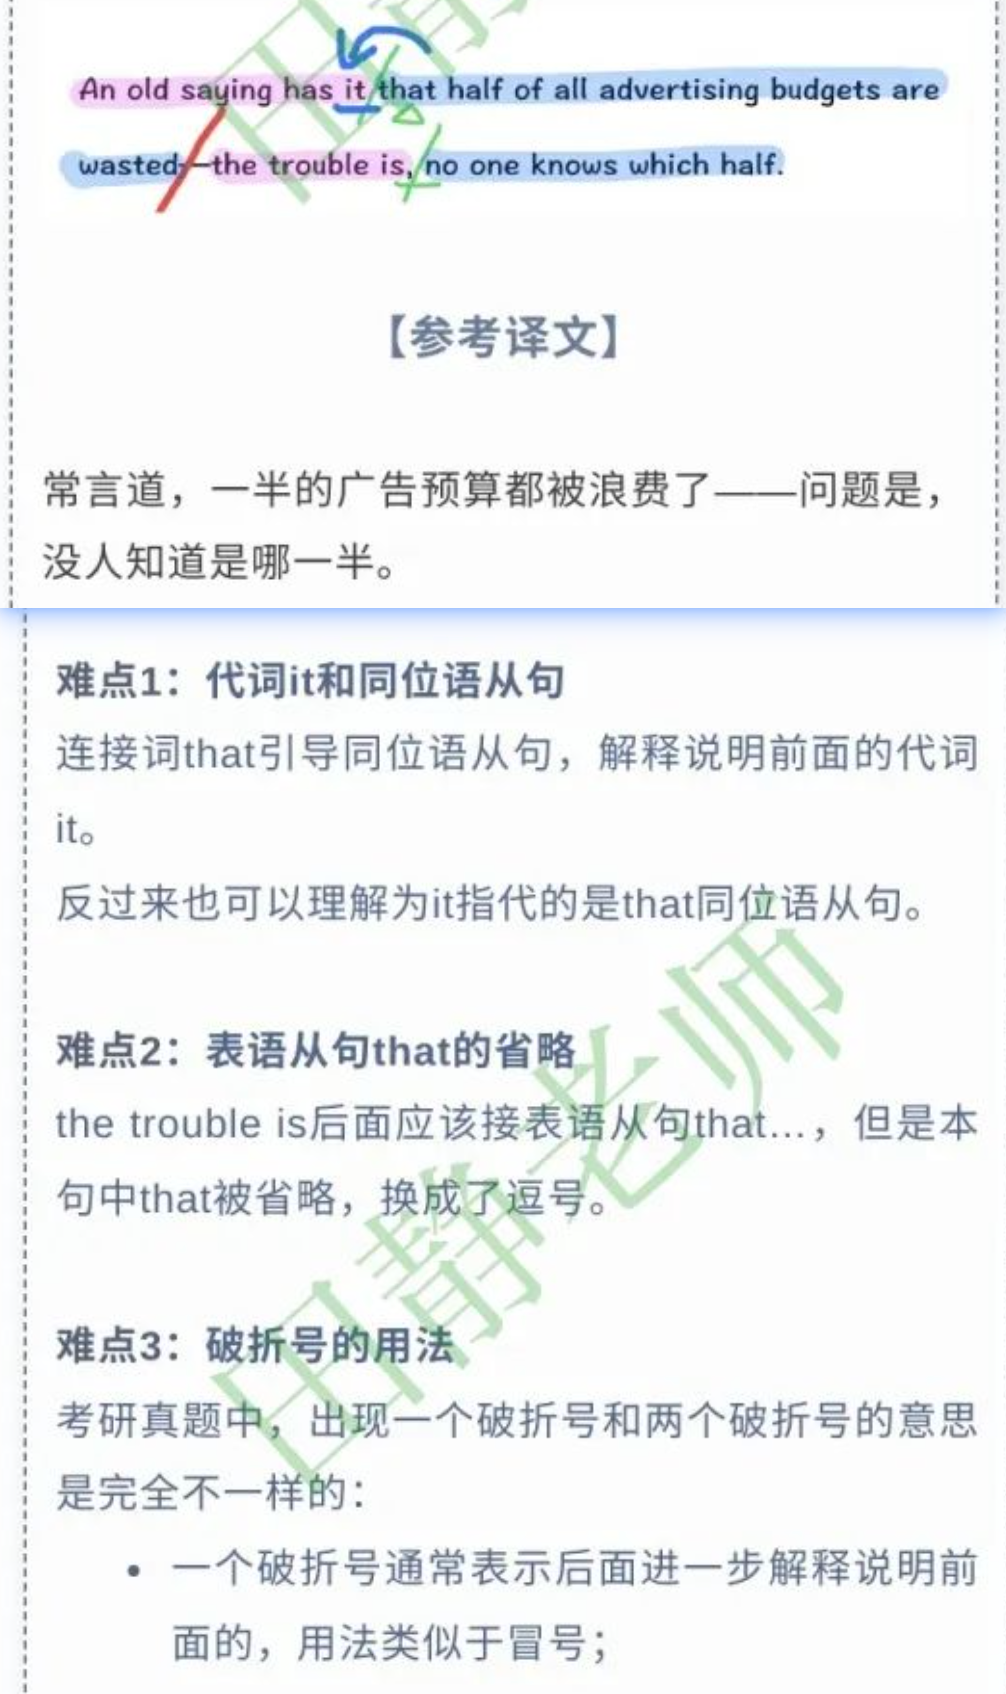 An old saying has it that half of all advertising budgets are
wasted—the trouble is, no one knows which half.
【参考译文】
常言道，一半的广告预算都被浪费了——问题是，
没人知道是哪一半。
难点1：代词it和同位语从句
连接词that引导同位语从句，解释说明前面的代词
it。
反过来也可以理解为it指代的是that同位语从句。
难点2：表语从句that的省略
the trouble is后面应该接表语从句that...，但是本
句中that被省略，换成了逗号。
难点3：破折号的用法
考研真题中，出现一个破折号和两个破折号的意思
是完全不一样的：
• 一个破折号通常表示后面进一步解释说明前
面的，用法类似于冒号；
田静老师
田静